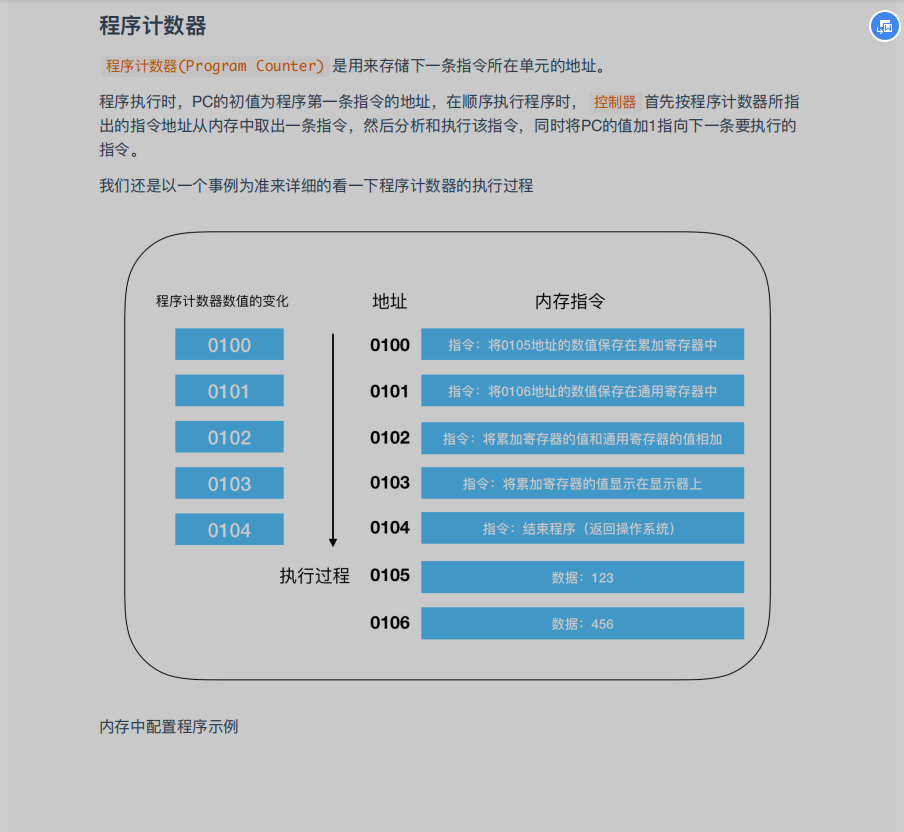 程序计数器
程序计数器(Program Counter) 是用来存储下一条指令所在单元的地址。
程序执行时，PC的初值为程序第一条指令的地址，在顺序执行程序时， 控制器 首先按程序计数器所指
出的指令地址从内存中取出一条指令，然后分析和执行该指令，同时将PC的值加1指向下一条要执行的
指令。
我们还是以一个事例为准来详细的看一下程序计数器的执行过程
程序计数器数值的变化 地址 内存指令
0100 0100 指令：将0105地址的数值保存在累加寄存器中
0101 0101 指令：将0106地址的数值保存在通用寄存器中
0102 0102 指令：将累加寄存器的值和通用寄存器的值相加
0103 0103 指令：将累加寄存器的值显示在显示器上
0104 0104 指令：结束程序（返回操作系统）
执行过程 0105 数据：123
0106 数据：456
内存中配置程序示例